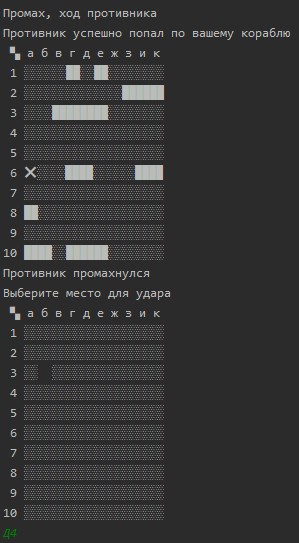 Промах, ход противника
Противник успешно попал по вашему кораблю
▚ а б в г д е ж з и к
1 ░░░░░░██░░██░░░░░░░░
2 ░░░░░░░░░░░░░░██████
3 ░░░░████████░░░░░░░░
4 ░░░░░░░░░░░░░░░░░░░░
5 ░░░░░░░░░░░░░░░░░░░░
6 ❌░░░░████░░░░░░████
7 ░░░░░░░░░░░░░░░░░░░░
8 ██░░░░░░░░░░░░░░░░░░
9 ░░░░░░░░░░░░░░░░░░░░
10 ████░░██████░░░░░░░░
Противник промахнулся
Выберите место для удара
▚ а б в г д е ж з и к
1 ░░░░░░░░░░░░░░░░░░░░
2 ░░░░░░░░░░░░░░░░░░░░
3 ░░  ░░░░░░░░░░░░░░░░
4 ░░░░░░░░░░░░░░░░░░░░
5 ░░░░░░░░░░░░░░░░░░░░
6 ░░░░░░░░░░░░░░░░░░░░
7 ░░░░░░░░░░░░░░░░░░░░
8 ░░░░░░░░░░░░░░░░░░░░
9 ░░░░░░░░░░░░░░░░░░░░
10 ░░░░░░░░░░░░░░░░░░░░
Д4